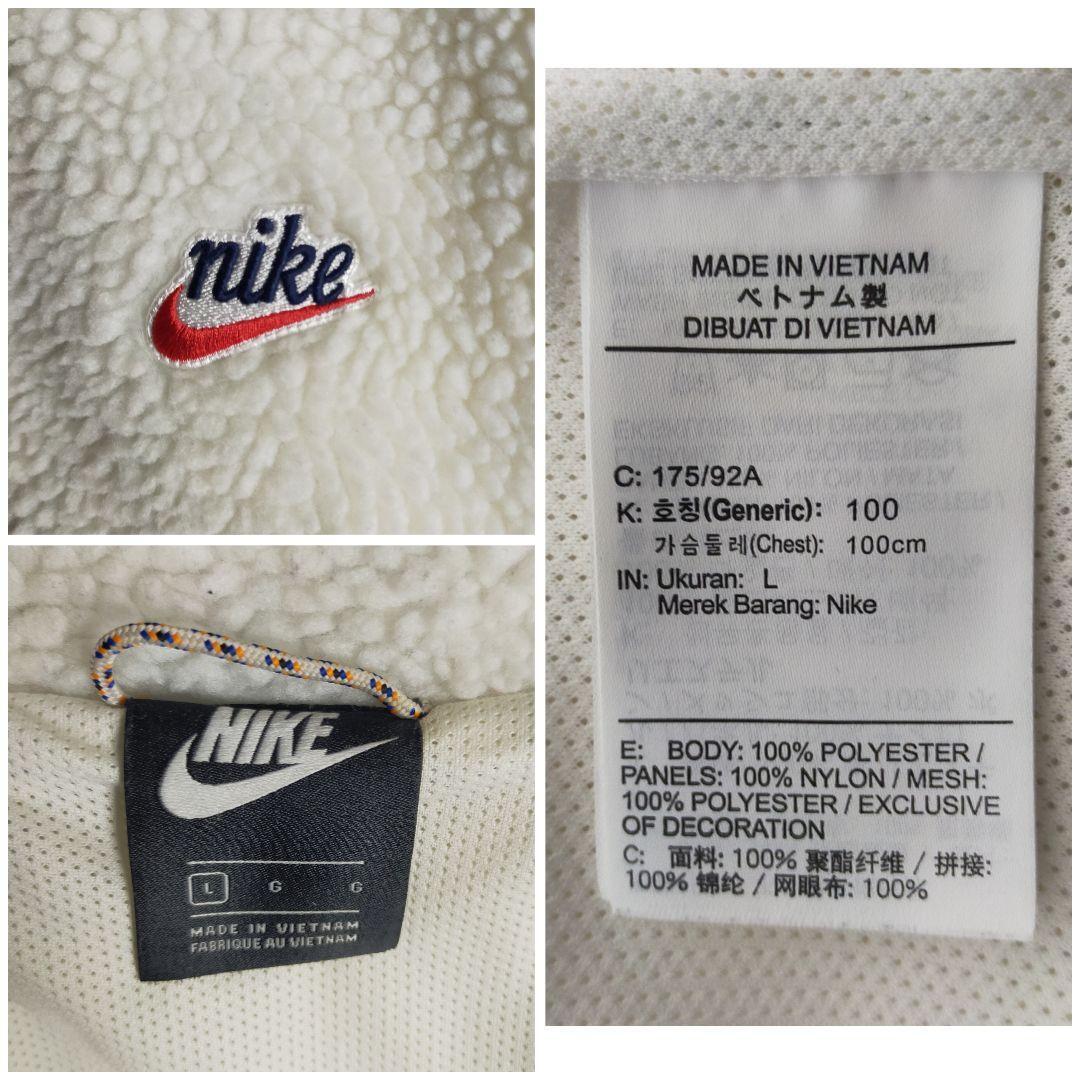 nike
NIKE
L G G
MADE IN VIETNAM
FABRIQUE AU VIETNAM
MADE IN VIETNAM
ベトナム製
DIBUAT DI VIETNAM
C: 175/92A
K: 호칭(Generic): 100
가슴둘레(Chest): 100cm
IN: Ukuran: L
Merek Barang: Nike
E: BODY: 100% POLYESTER /
PANELS: 100% NYLON / MESH:
100% POLYESTER / EXCLUSIVE
OF DECORATION
C: 面料: 100% 聚酯纤维 / 拼接:
100% 锦纶 / 网眼布: 100%